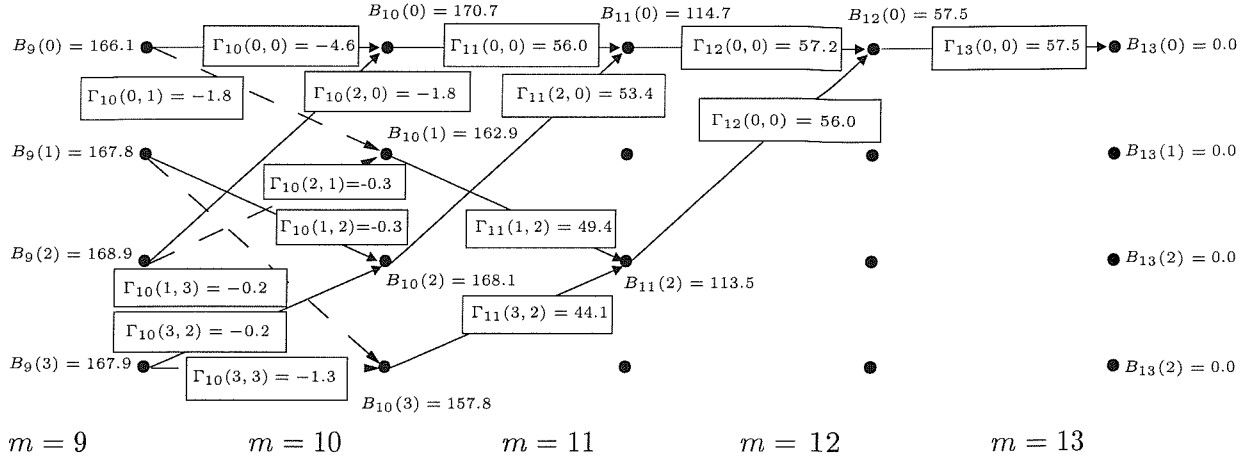 B₁₀(0) = 170.7 B₁₁(0) = 114.7 B₁₂(0) = 57.5
B₉(0) = 166.1 Γ₁₀(0,0) = −4.6 Γ₁₁(0,0) = 56.0 Γ₁₂(0,0) = 57.2 Γ₁₃(0,0) = 57.5 B₁₃(0) = 0.0
Γ₁₀(0,1) = −1.8 Γ₁₀(2,0) = −1.8 Γ₁₁(2,0) = 53.4
Γ₁₂(0,0) = 56.0
B₁₀(1) = 162.9
B₉(1) = 167.8 B₁₃(1) = 0.0
Γ₁₀(2,1)=-0.3
Γ₁₀(1,2)=-0.3 Γ₁₁(1,2) = 49.4
B₉(2) = 168.9 B₁₃(2) = 0.0
B₁₀(2) = 168.1 B₁₁(2) = 113.5
Γ₁₀(1,3) = −0.2
Γ₁₀(3,2) = −0.2 Γ₁₁(3,2) = 44.1
B₉(3) = 167.9 Γ₁₀(3,3) = −1.3 B₁₃(2) = 0.0
B₁₀(3) = 157.8
m = 9 m = 10 m = 11 m = 12 m = 13